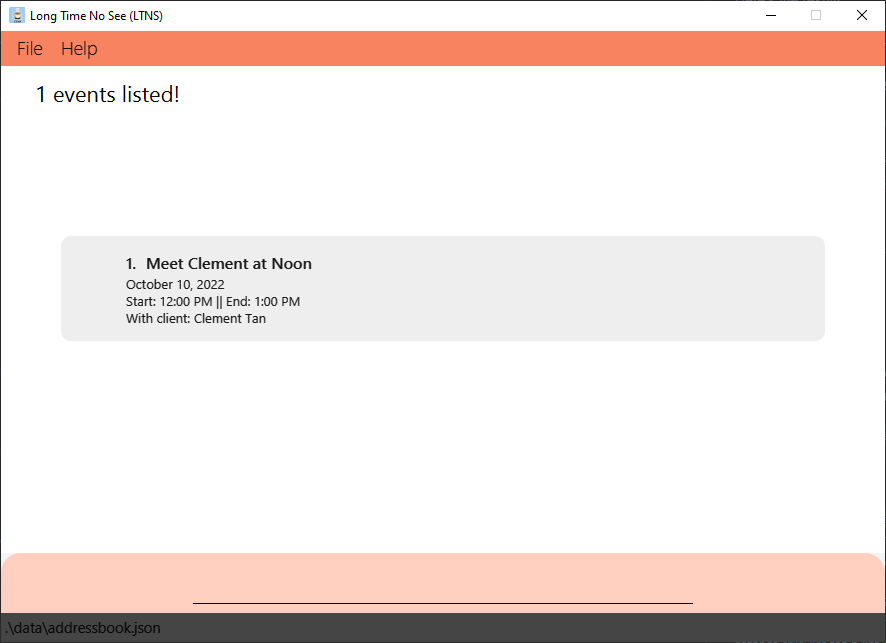 Long Time No See (LTNS)
File Help
1 events listed!
1. Meet Clement at Noon
October 10, 2022
Start: 12:00 PM || End: 1:00 PM
With client: Clement Tan
.\data\addressbook.json